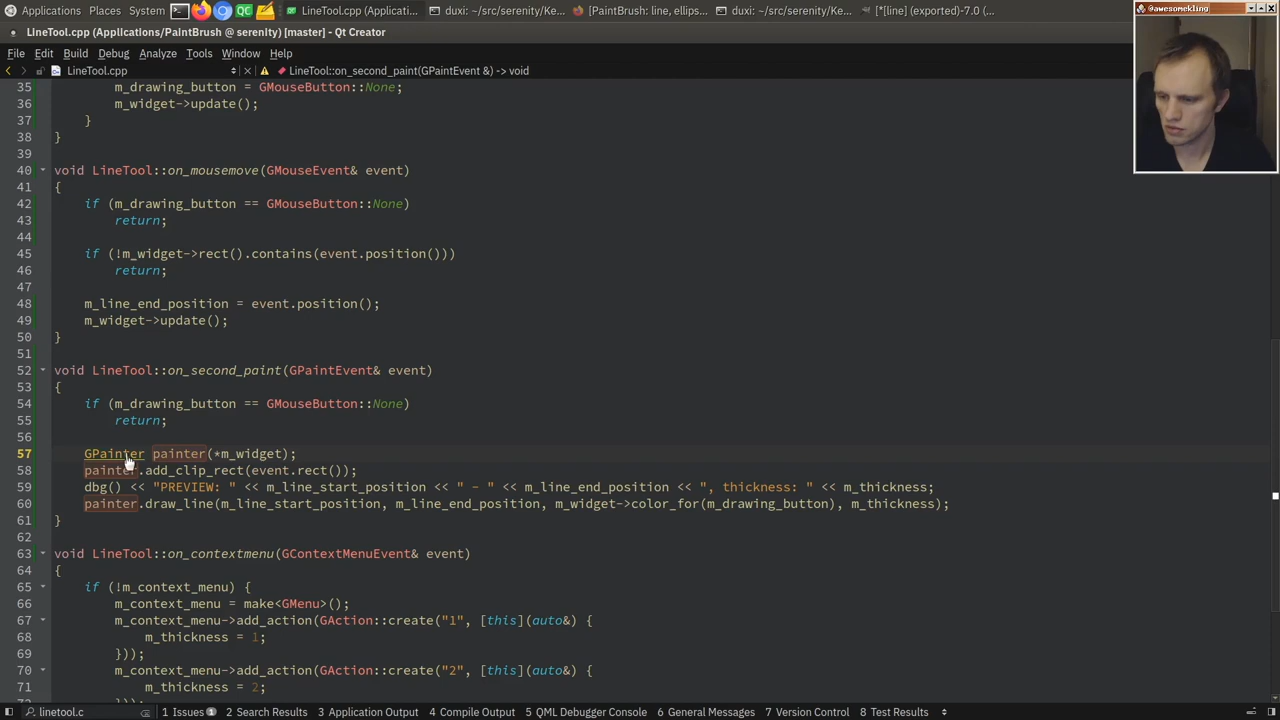 Applications Places System LineTool.cpp (Applicati... duxi: ~/src/serenity/Ke... [PaintBrush: line, ellips... duxi: ~/src/serenity/Ke... [*[line] (exported)-7.0 (... @awesomekling
LineTool.cpp (Applications/PaintBrush @ serenity) [master] - Qt Creator
File Edit Build Debug Analyze Tools Window Help
LineTool.cpp LineTool::on_second_paint(GPaintEvent &) -> void
35 m_drawing_button = GMouseButton::None;
36 m_widget->update();
37 }
38 }
39
40 void LineTool::on_mousemove(GMouseEvent& event)
41 {
42 if (m_drawing_button == GMouseButton::None)
43 return;
44
45 if (!m_widget->rect().contains(event.position()))
46 return;
47
48 m_line_end_position = event.position();
49 m_widget->update();
50 }
51
52 void LineTool::on_second_paint(GPaintEvent& event)
53 {
54 if (m_drawing_button == GMouseButton::None)
55 return;
56
57 GPainter painter(*m_widget);
58 painter.add_clip_rect(event.rect());
59 dbg() << "PREVIEW: " << m_line_start_position << " - " << m_line_end_position << ", thickness: " << m_thickness;
60 painter.draw_line(m_line_start_position, m_line_end_position, m_widget->color_for(m_drawing_button), m_thickness);
61 }
62
63 void LineTool::on_contextmenu(GContextMenuEvent& event)
64 {
65 if (!m_context_menu) {
66 m_context_menu = make<GMenu>();
67 m_context_menu->add_action(GAction::create("1", [this](auto&) {
68 m_thickness = 1;
69 }));
70 m_context_menu->add_action(GAction::create("2", [this](auto&) {
71 m_thickness = 2;
72 }));
linetool.c 1 Issues 1 2 Search Results 3 Application Output 4 Compile Output 5 QML Debugger Console 6 General Messages 7 Version Control 8 Test Results